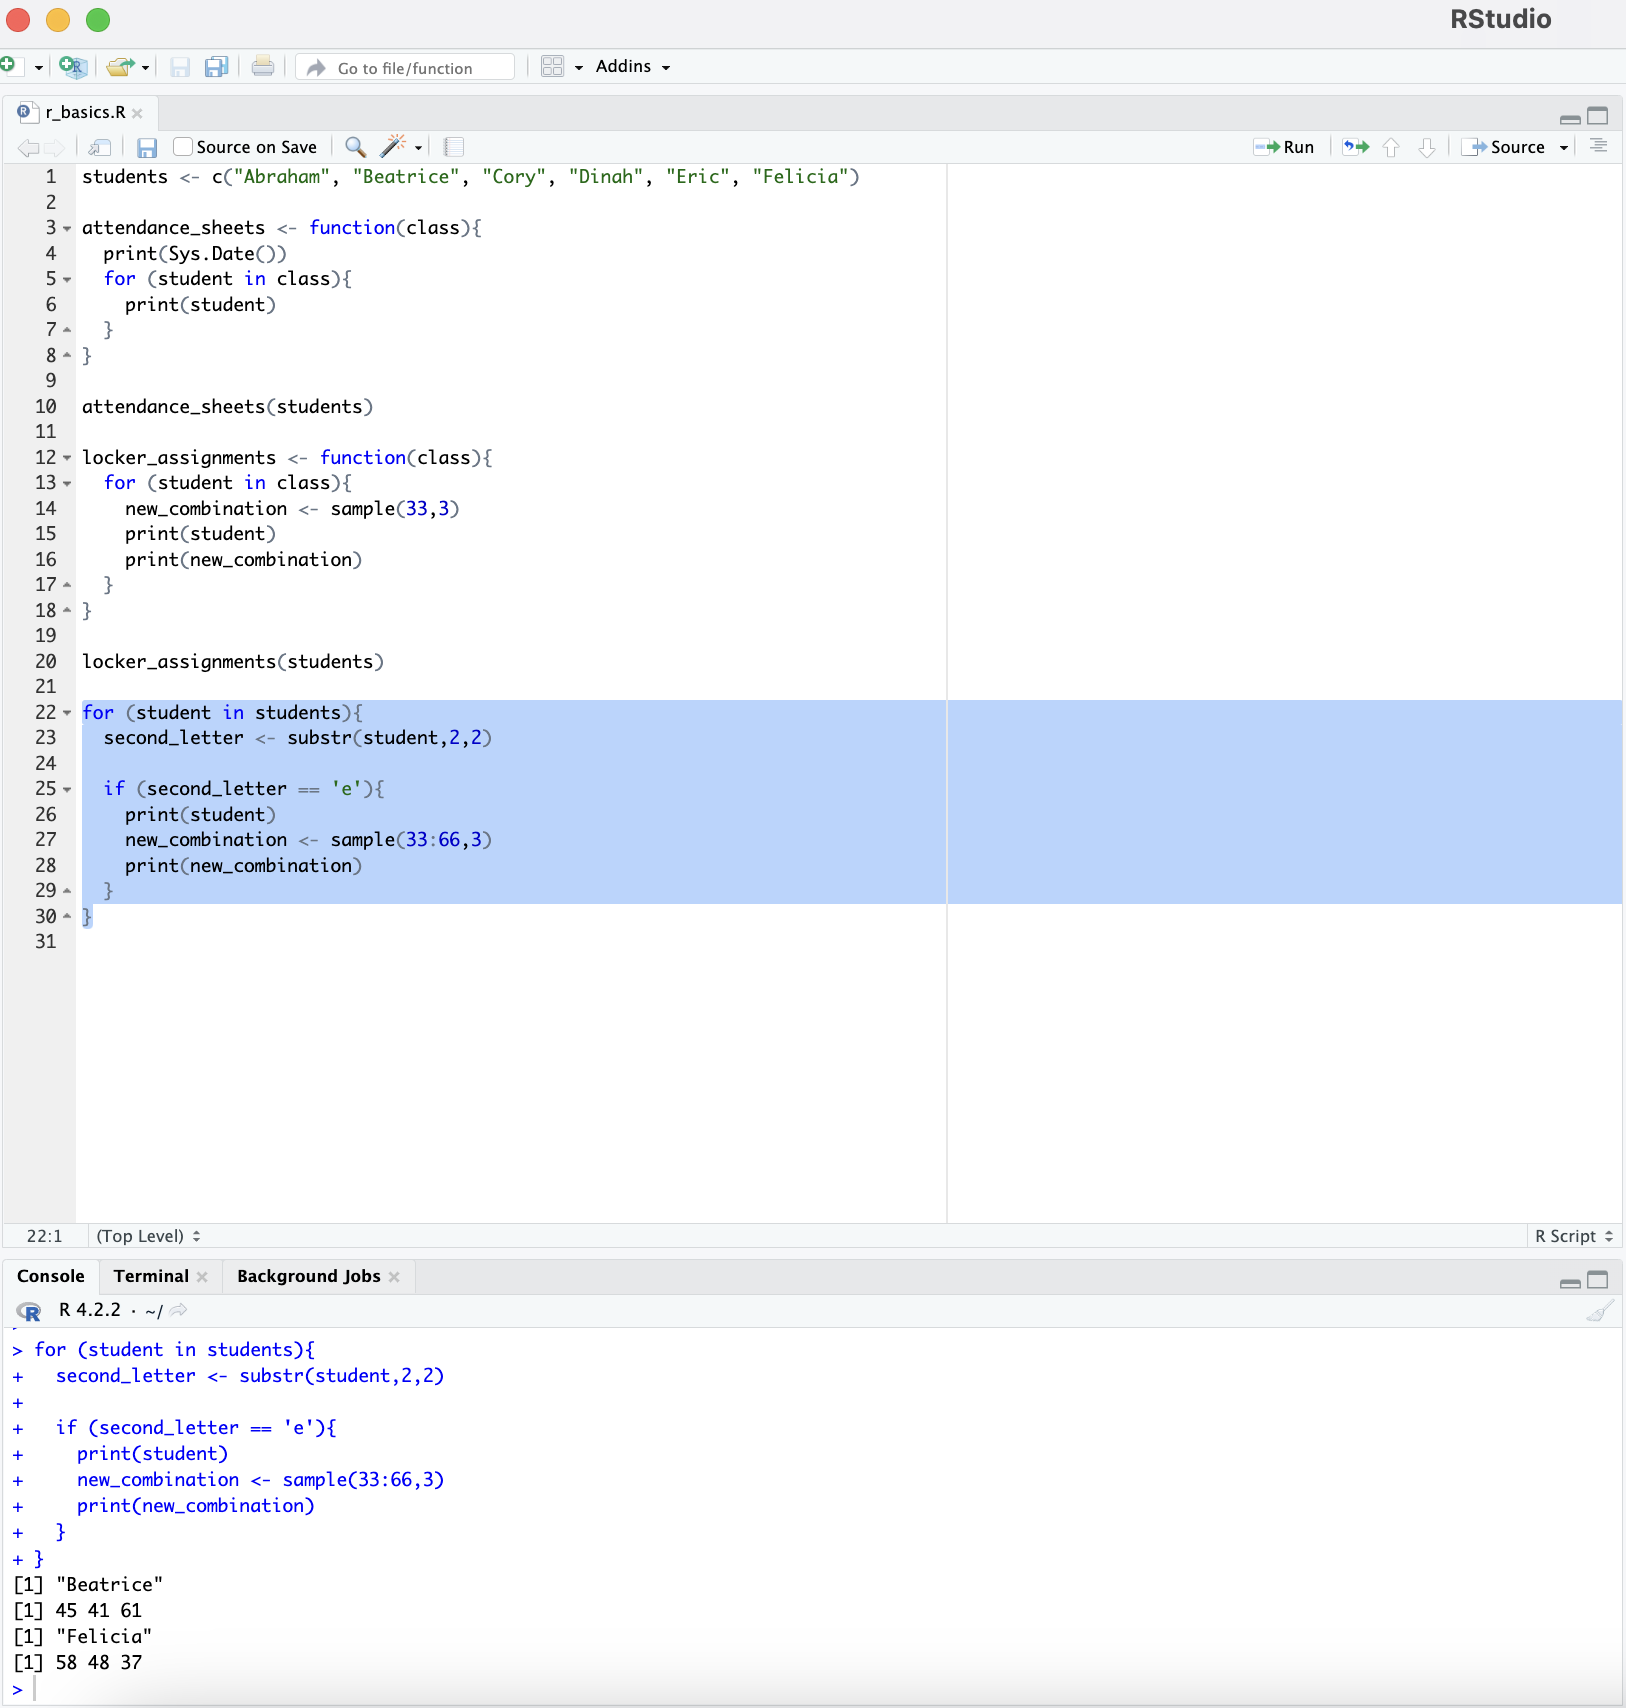 RStudio
Go to file/function
Addins
r_basics.R
Source on Save
Run
Source
1 students <- c("Abraham", "Beatrice", "Cory", "Dinah", "Eric", "Felicia")
2
3 attendance_sheets <- function(class){
4   print(Sys.Date())
5   for (student in class){
6     print(student)
7   }
8 }
9
10 attendance_sheets(students)
11
12 locker_assignments <- function(class){
13   for (student in class){
14     new_combination <- sample(33,3)
15     print(student)
16     print(new_combination)
17   }
18 }
19
20 locker_assignments(students)
21
22 for (student in students){
23   second_letter <- substr(student,2,2)
24
25   if (second_letter == 'e'){
26     print(student)
27     new_combination <- sample(33:66,3)
28     print(new_combination)
29   }
30 }
31
22:1 (Top Level) R Script
Console Terminal Background Jobs
R R 4.2.2 · ~/
> for (student in students){
+   second_letter <- substr(student,2,2)
+
+   if (second_letter == 'e'){
+     print(student)
+     new_combination <- sample(33:66,3)
+     print(new_combination)
+   }
+ }
[1] "Beatrice"
[1] 45 41 61
[1] "Felicia"
[1] 58 48 37
>